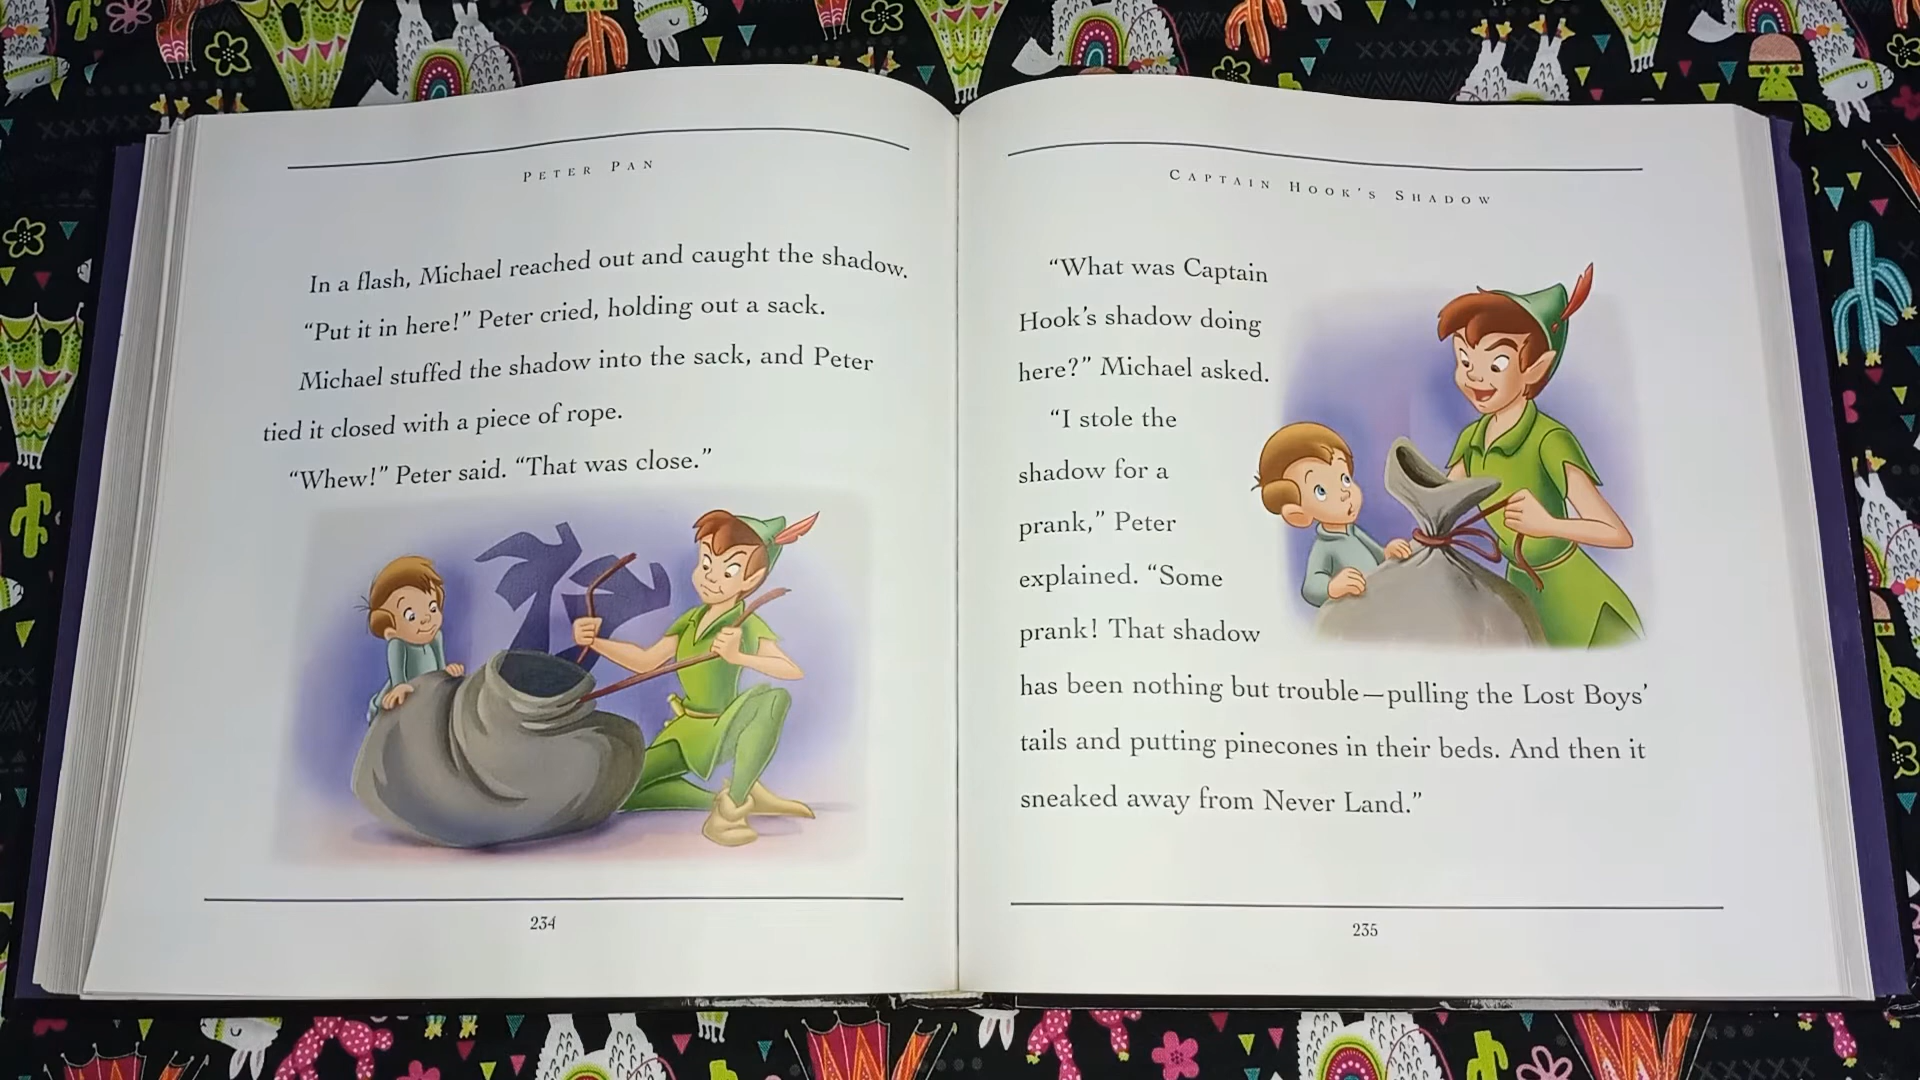 PETER PAN
In a flash, Michael reached out and caught the shadow.
“Put it in here!” Peter cried, holding out a sack.
Michael stuffed the shadow into the sack, and Peter
tied it closed with a piece of rope.
“Whew!” Peter said. “That was close.”
234
CAPTAIN HOOK'S SHADOW
“What was Captain
Hook’s shadow doing
here?” Michael asked.
“I stole the
shadow for a
prank,” Peter
explained. “Some
prank! That shadow
has been nothing but trouble—pulling the Lost Boys’
tails and putting pinecones in their beds. And then it
sneaked away from Never Land.”
235